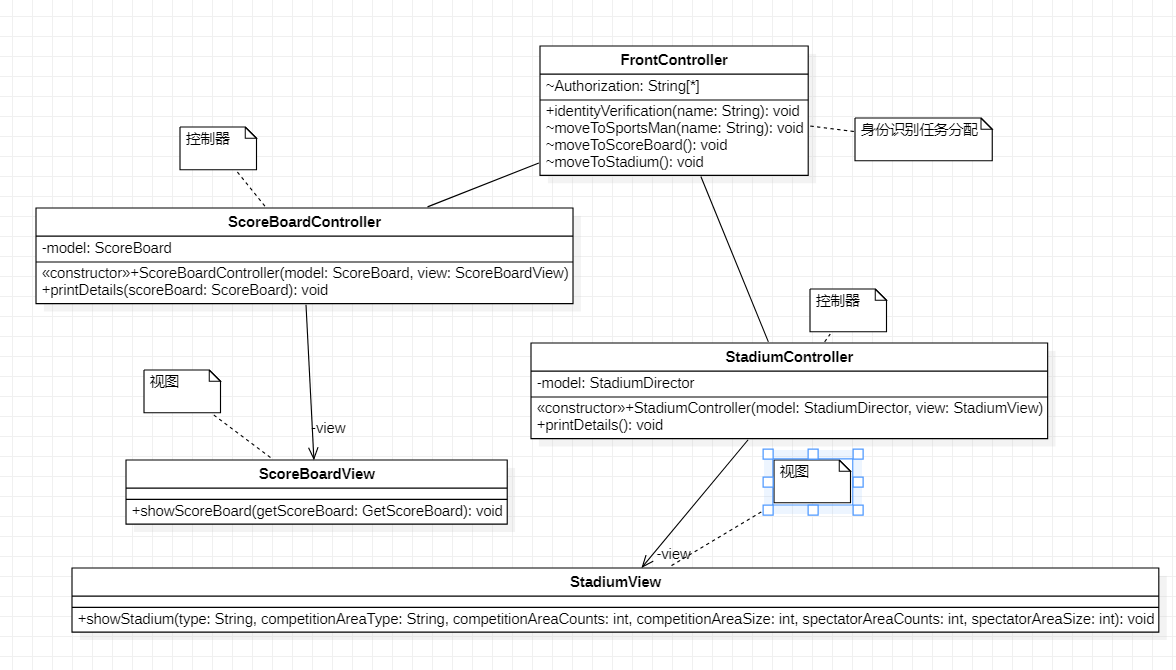 FrontController
~Authorization: String[*]
+identityVerification(name: String): void
~moveToSportsMan(name: String): void
~moveToScoreBoard(): void
~moveToStadium(): void
身份识别任务分配
控制器
ScoreBoardController
-model: ScoreBoard
«constructor»+ScoreBoardController(model: ScoreBoard, view: ScoreBoardView)
+printDetails(scoreBoard: ScoreBoard): void
控制器
StadiumController
-model: StadiumDirector
«constructor»+StadiumController(model: StadiumDirector, view: StadiumView)
+printDetails(): void
视图
-view
ScoreBoardView
+showScoreBoard(getScoreBoard: GetScoreBoard): void
视图
-view
StadiumView
+showStadium(type: String, competitionAreaType: String, competitionAreaCounts: int, competitionAreaSize: int, spectatorAreaCounts: int, spectatorAreaSize: int): void